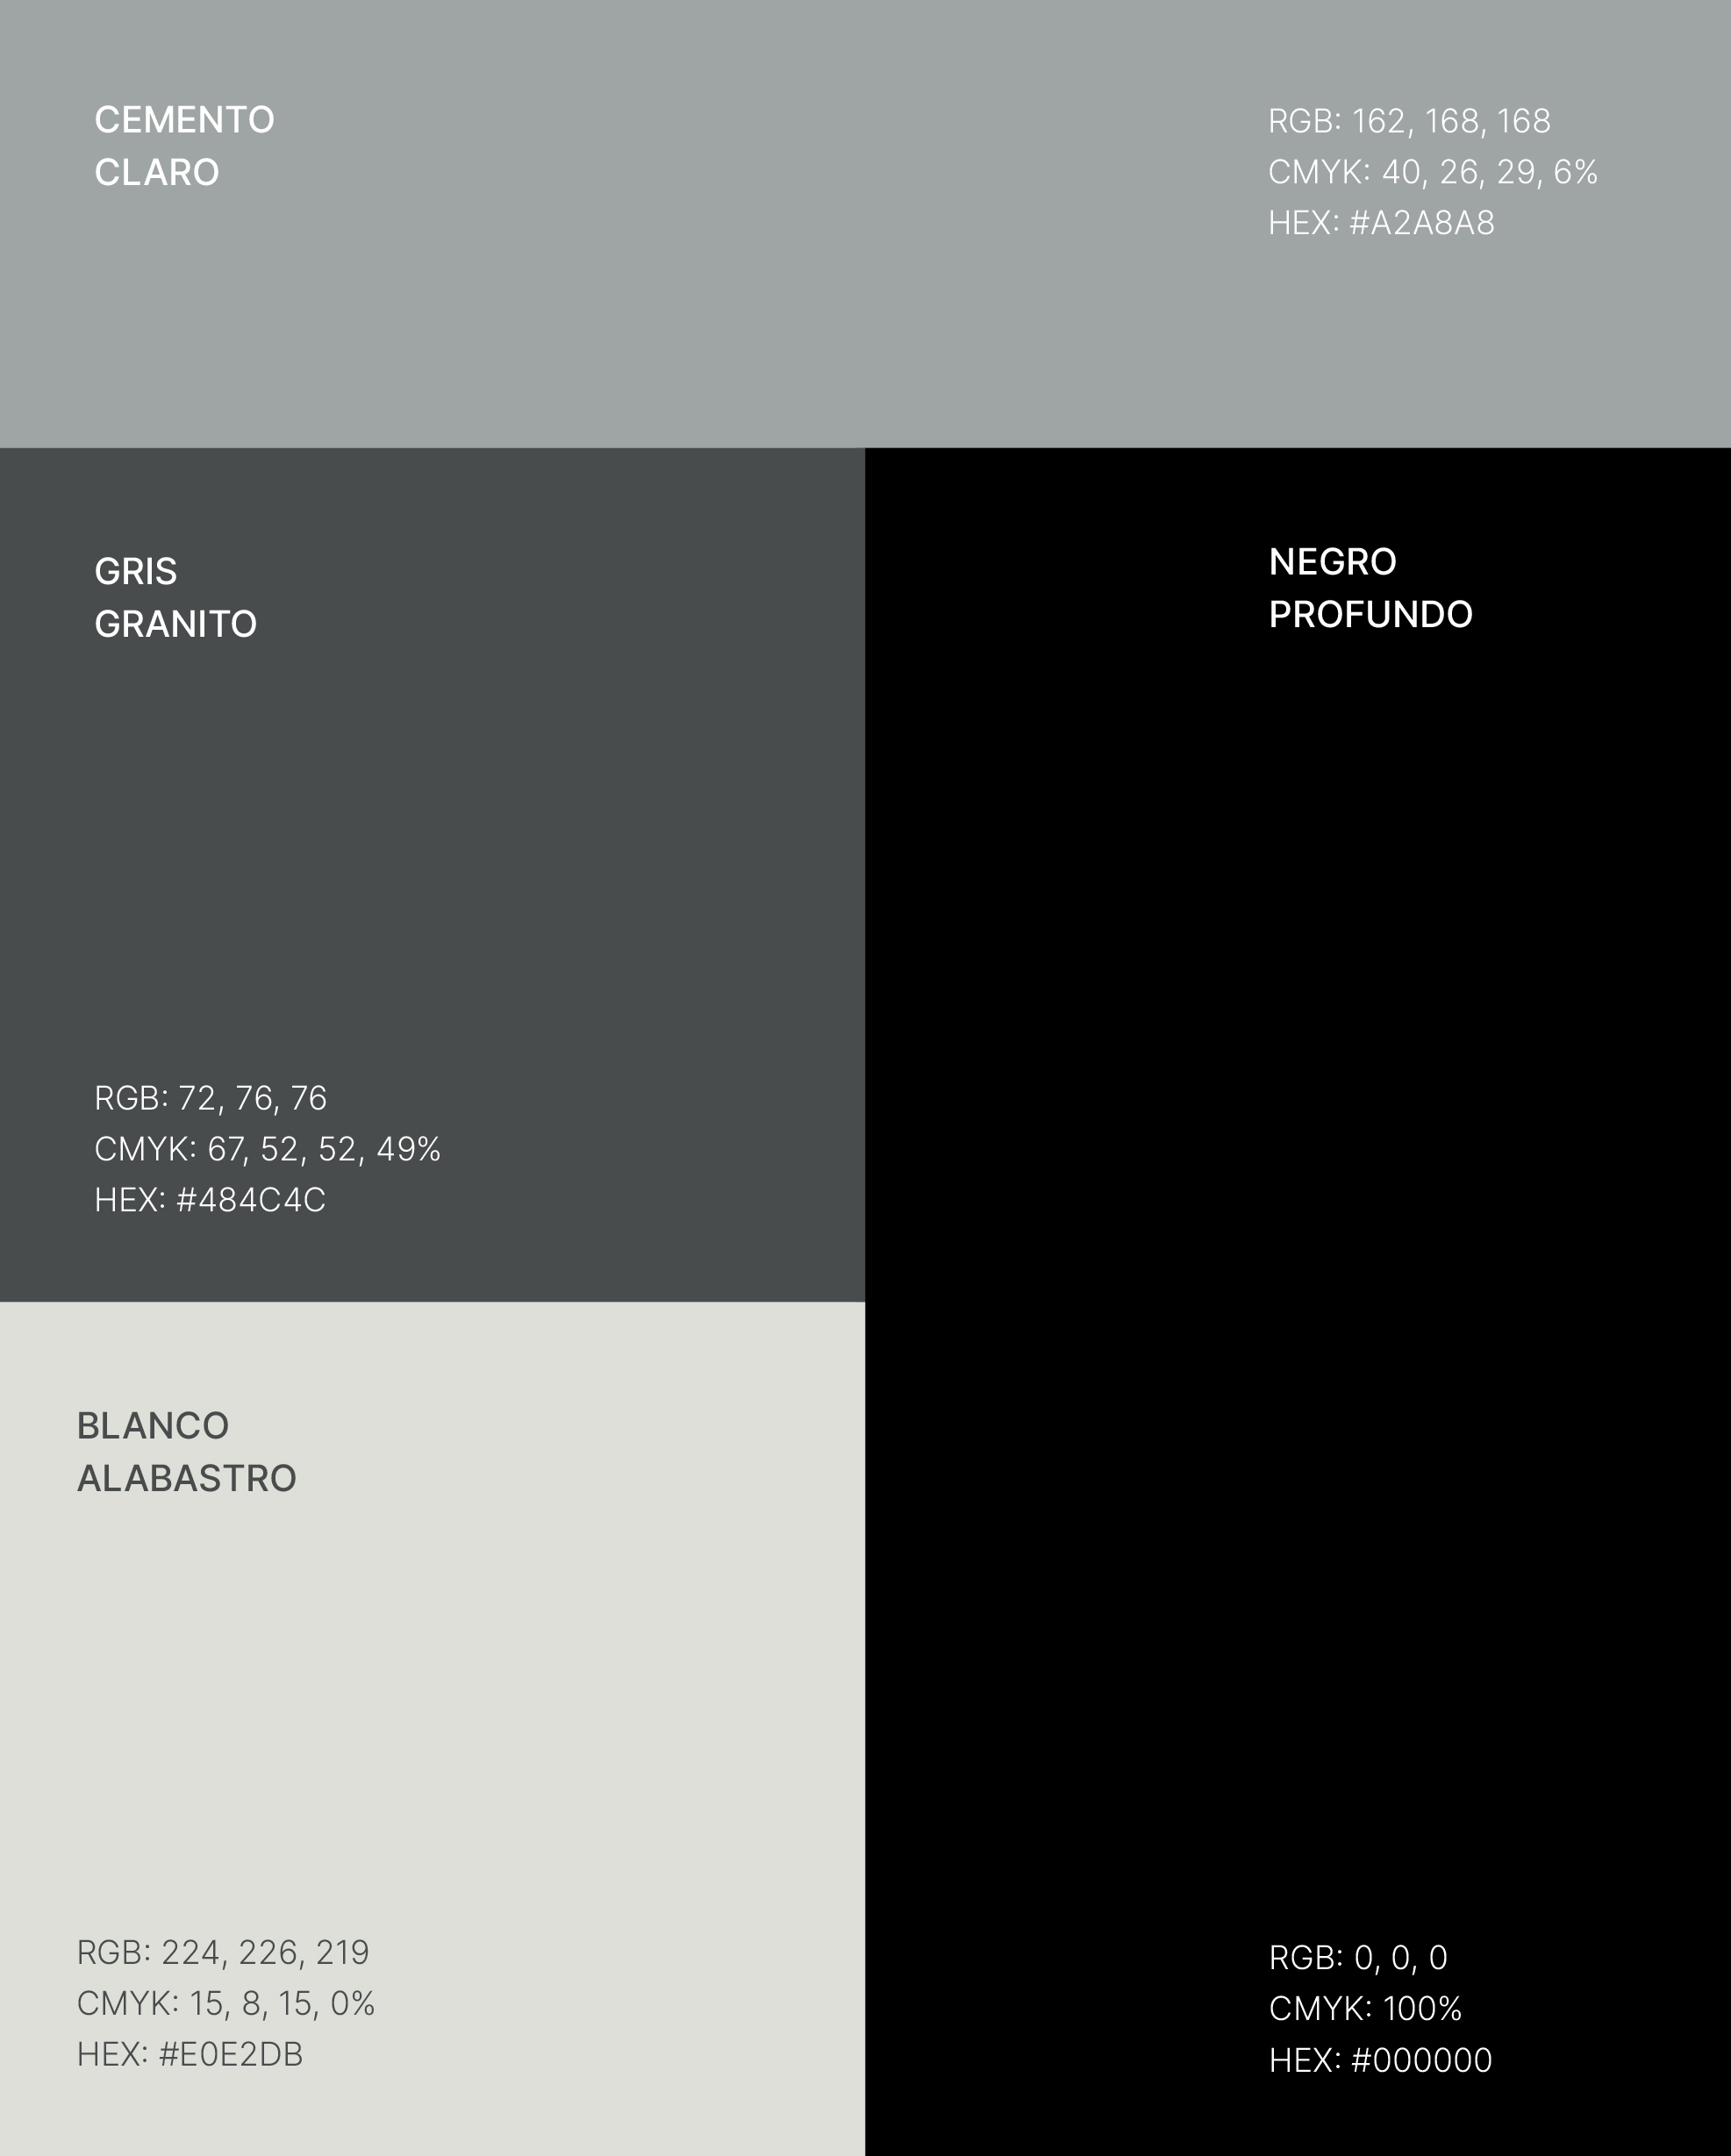 CEMENTO
CLARO
RGB: 162, 168, 168
CMYK: 40, 26, 29, 6%
HEX: #A2A8A8
GRIS
GRANITO
RGB: 72, 76, 76
CMYK: 67, 52, 52, 49%
HEX: #484C4C
NEGRO
PROFUNDO
RGB: 0, 0, 0
CMYK: 100%
HEX: #000000
BLANCO
ALABASTRO
RGB: 224, 226, 219
CMYK: 15, 8, 15, 0%
HEX: #E0E2DB